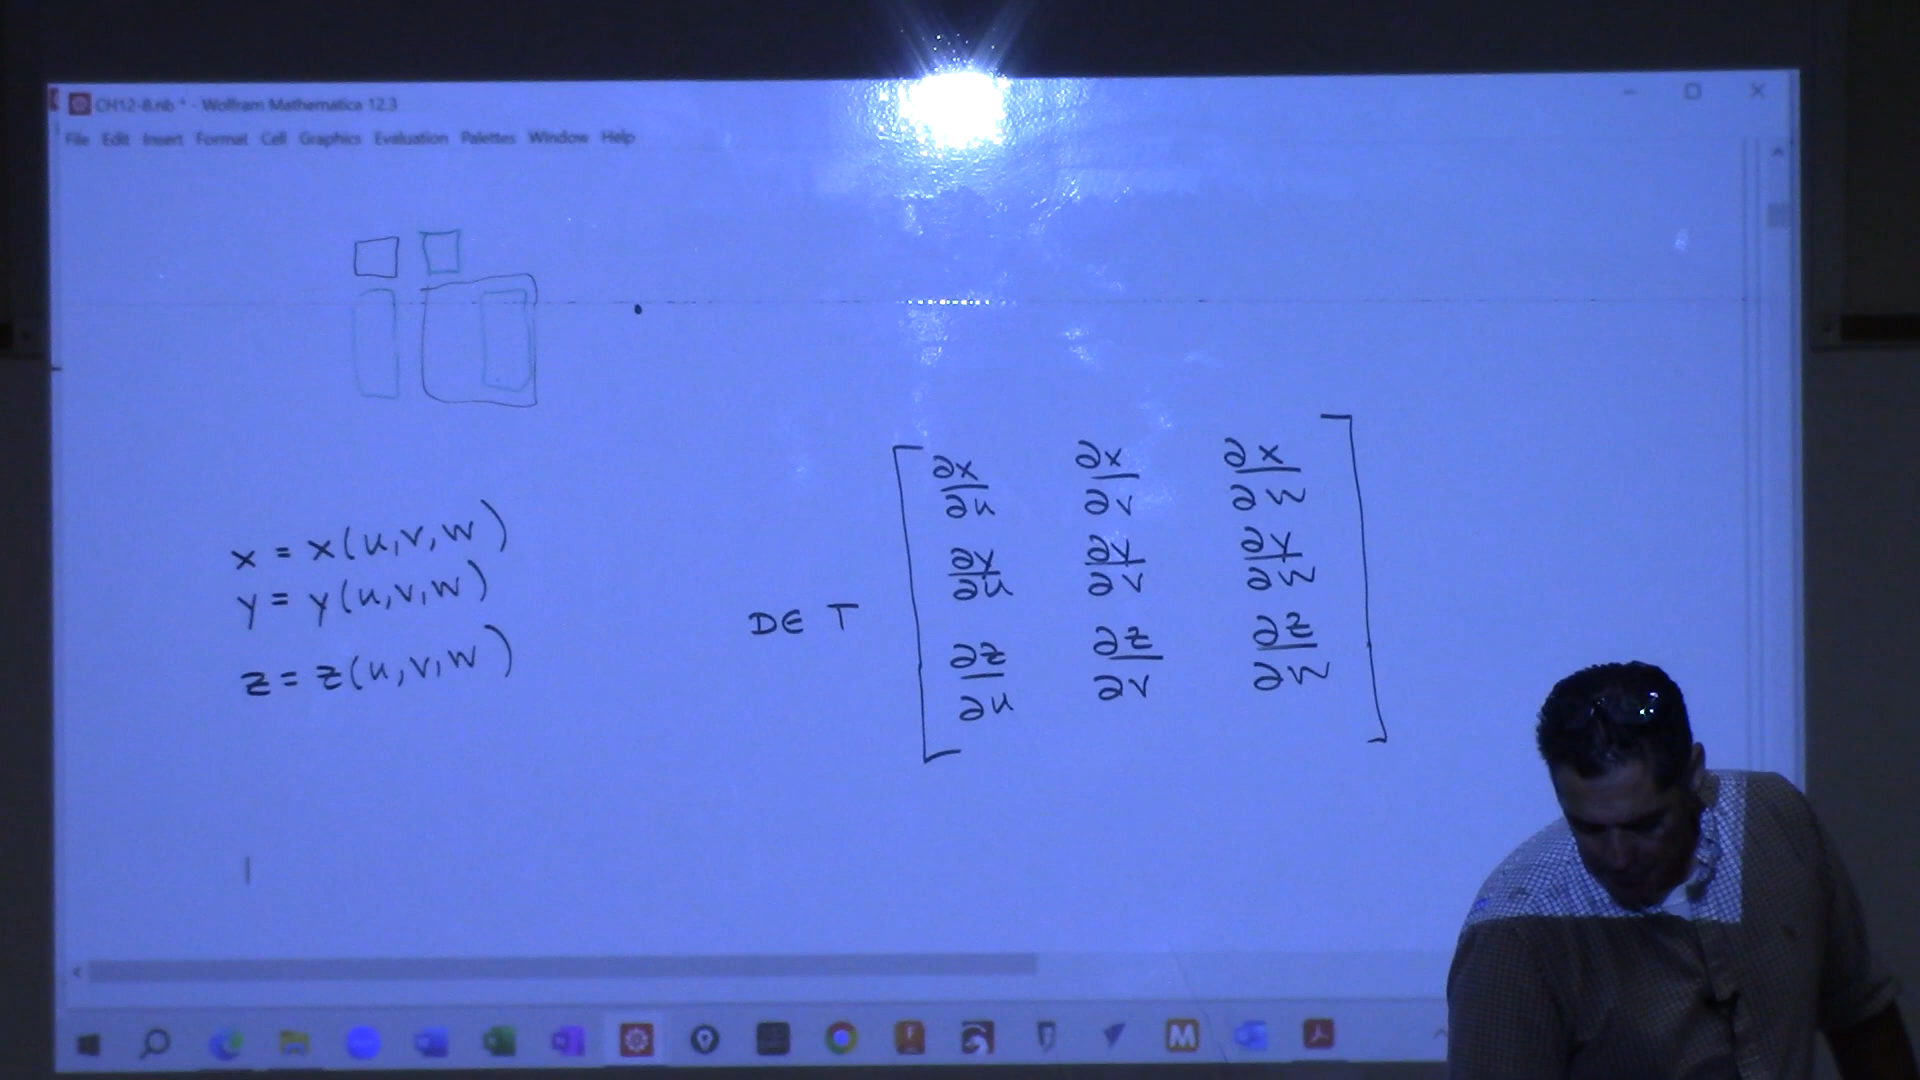 CH12-8.nb * - Wolfram Mathematica 12.3
File Edit Insert Format Cell Graphics Evaluation Palettes Window Help
x = x(u,v,w)
y = y(u,v,w)
z = z(u,v,w)
DET
∂x/∂u ∂x/∂v ∂x/∂w
∂y/∂u ∂y/∂v ∂y/∂w
∂z/∂u ∂z/∂v ∂z/∂w
M